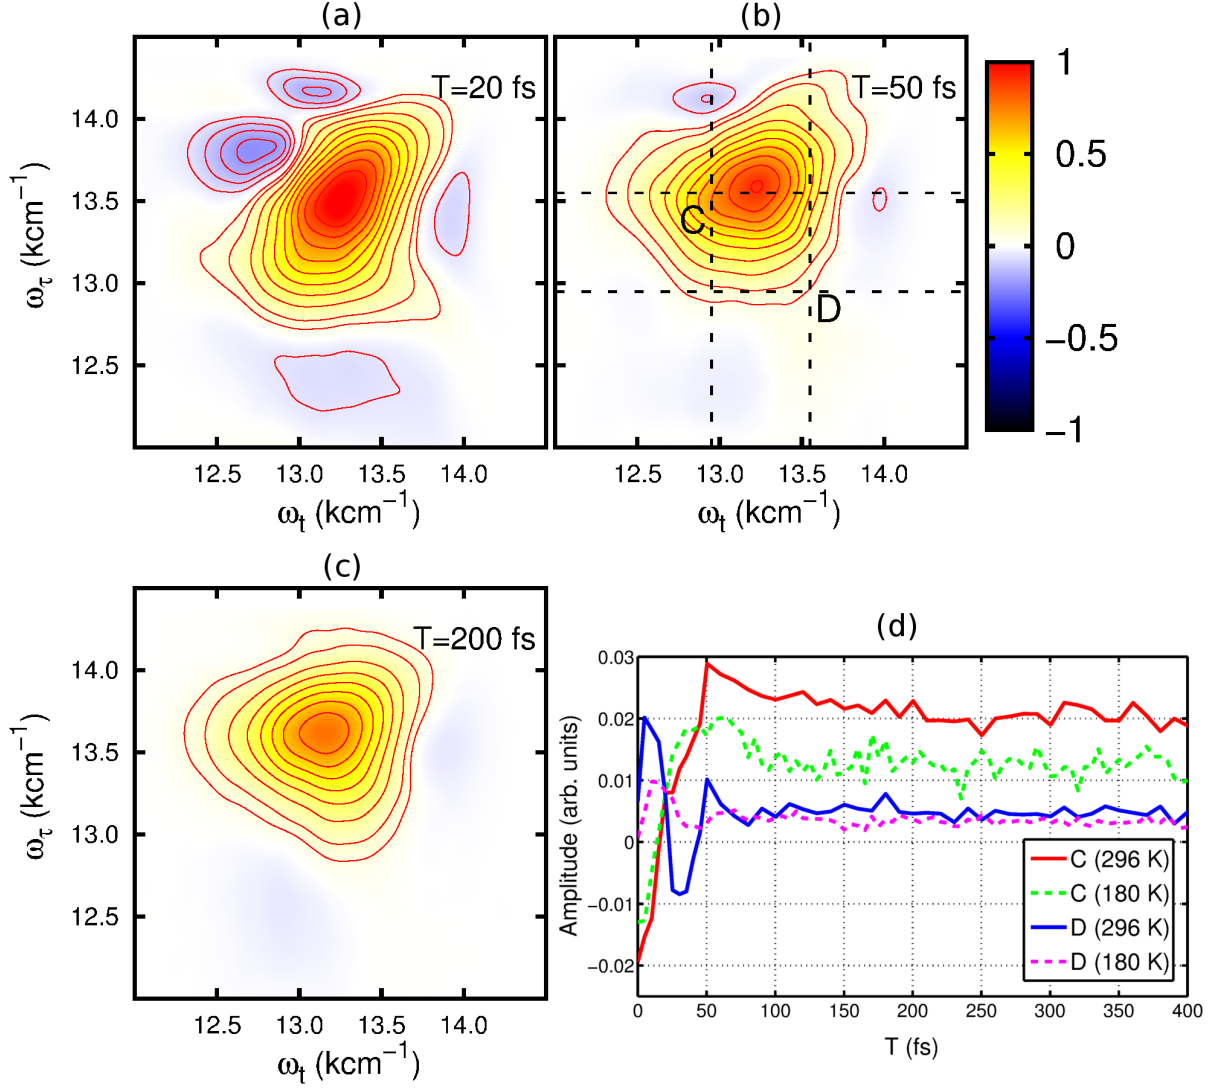 (a)
T=20 fs
14.0
13.5
13.0
12.5
ωτ (kcm−1)
12.5 13.0 13.5 14.0
ωt (kcm−1)
(b)
T=50 fs
C
D
12.5 13.0 13.5 14.0
ωt (kcm−1)
1
0.5
0
−0.5
−1
(c)
T=200 fs
14.0
13.5
13.0
12.5
ωτ (kcm−1)
12.5 13.0 13.5 14.0
ωt (kcm−1)
(d)
0.03
0.02
0.01
0
−0.01
−0.02
Amplitude (arb. units)
C (296 K)
C (180 K)
D (296 K)
D (180 K)
0 50 100 150 200 250 300 350 400
T (fs)